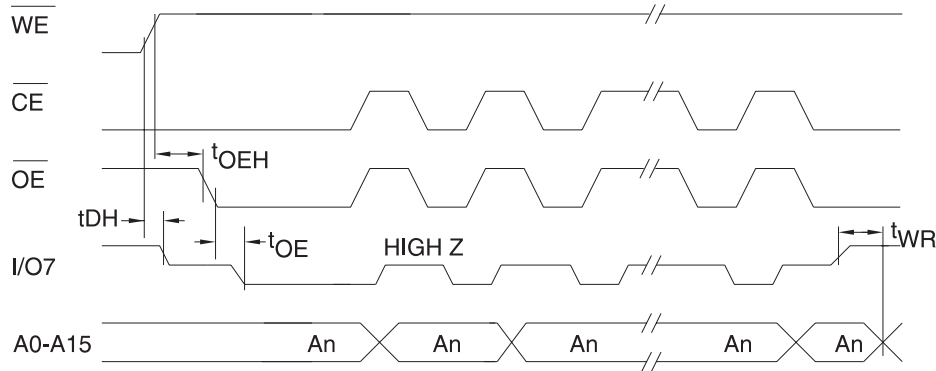 WE
CE
tOEH
OE
tDH
tOE
HIGH Z
tWR
I/O7
A0-A15 An An An An An